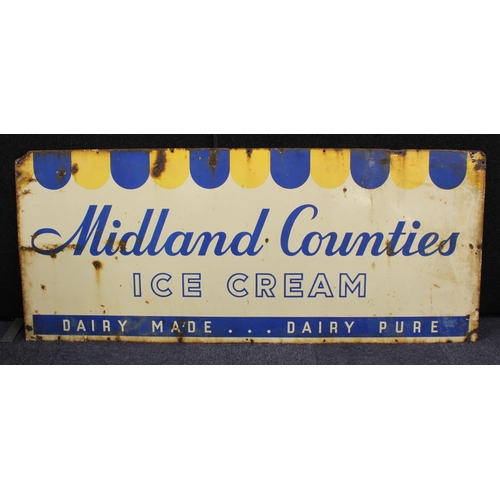 Midland Counties
ICE CREAM
DAIRY MADE . . . DAIRY PURE